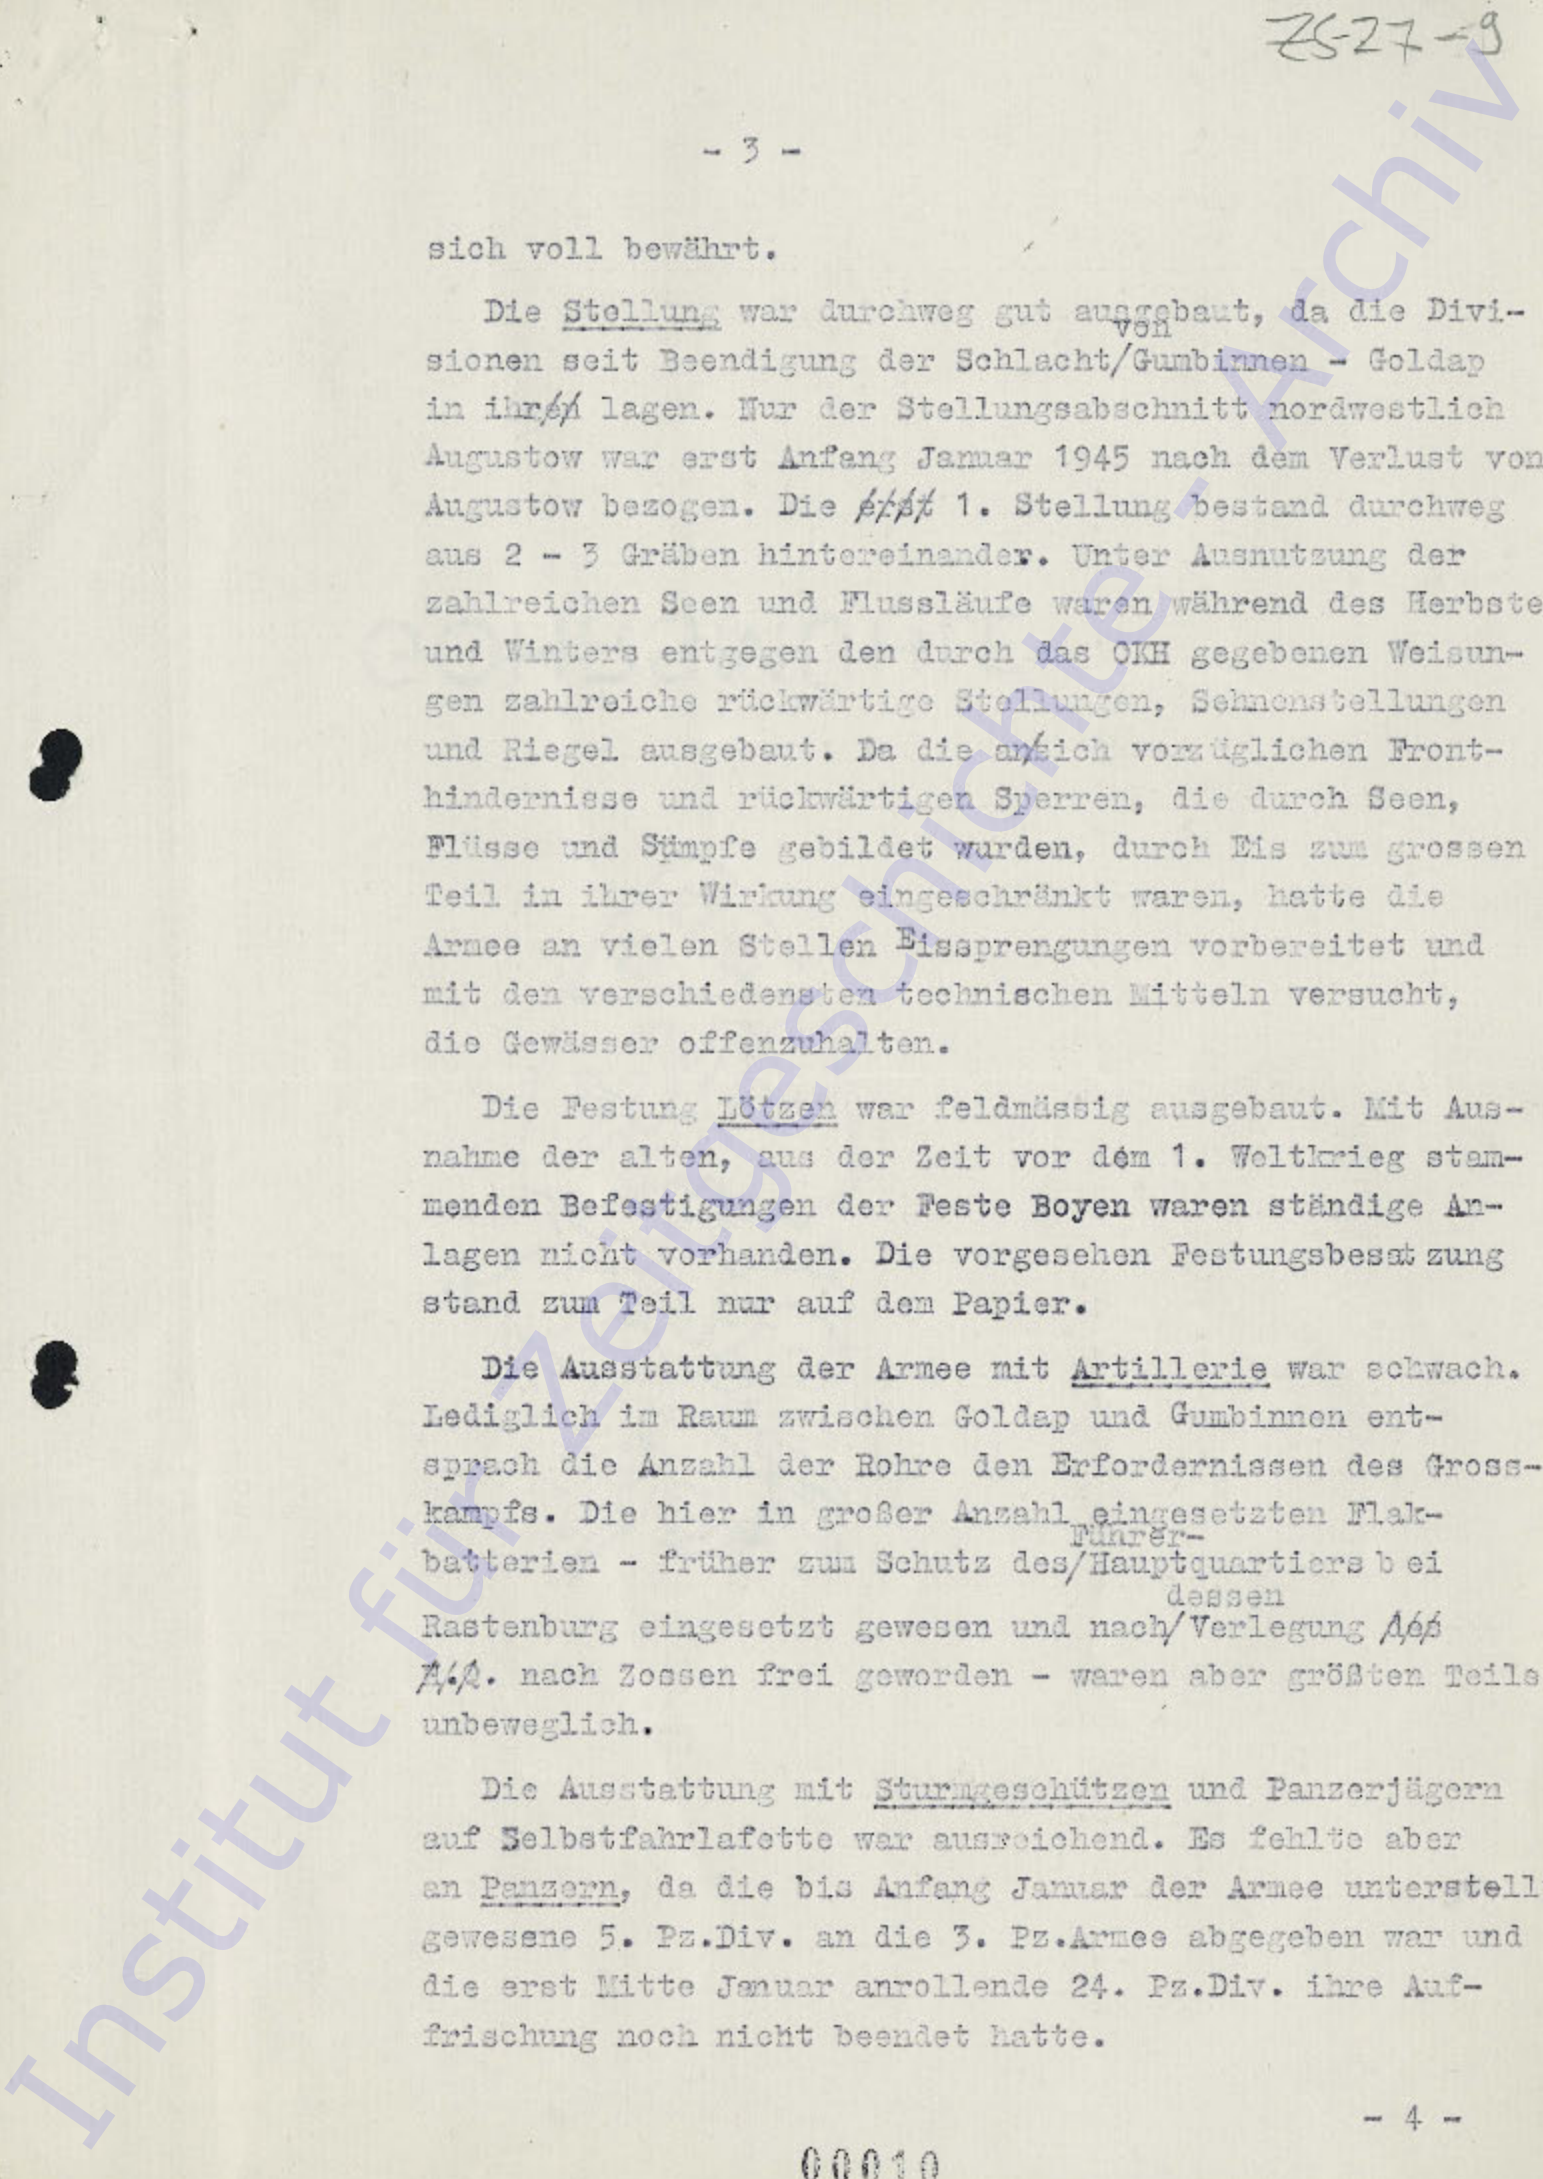 ZS-27-9
- 3 -
sich voll bewährt.
Die Stellung war durchweg gut ausgebaut, da die Divi-
von
sionen seit Beendigung der Schlacht/Gumbinnen - Goldap
in ihren lagen. Nur der Stellungsabschnitt nordwestlich
Augustow war erst Anfang Januar 1945 nach dem Verlust von
Augustow bezogen. Die erst 1. Stellung bestand durchweg
aus 2 - 3 Gräben hintereinander. Unter Ausnutzung der
zahlreichen Seen und Flussläufe waren während des Herbste
und Winters entgegen den durch das OKH gegebenen Weisun-
gen zahlreiche rückwärtige Stellungen, Sehnenstellungen
und Riegel ausgebaut. Da die an/sich vorzüglichen Front-
hindernisse und rückwärtigen Sperren, die durch Seen,
Flüsse und Sümpfe gebildet wurden, durch Eis zum grossen
Teil in ihrer Wirkung eingeschränkt waren, hatte die
Armee an vielen Stellen Eissprengungen vorbereitet und
mit den verschiedensten technischen Mitteln versucht,
die Gewässer offenzuhalten.
Die Festung Lötzen war feldmässig ausgebaut. Mit Aus-
nahme der alten, aus der Zeit vor dem 1. Weltkrieg stam-
menden Befestigungen der Feste Boyen waren ständige An-
lagen nicht vorhanden. Die vorgesehen Festungsbesat zung
stand zum Teil nur auf dem Papier.
Die Ausstattung der Armee mit Artillerie war schwach.
Lediglich im Raum zwischen Goldap und Gumbinnen ent-
sprach die Anzahl der Rohre den Erfordernissen des Gross-
kampfs. Die hier in großer Anzahl eingesetzten Flak-
Führer-
batterien - früher zum Schutz des/Hauptquartiers b ei
dessen
Rastenburg eingesetzt gewesen und nach/Verlegung des
nach Zossen frei geworden - waren aber größten Teils
unbeweglich.
Die Ausstattung mit Sturmgeschützen und Panzerjägern
auf Selbstfahrlafette war ausreichend. Es fehlte aber
an Panzern, da die bis Anfang Januar der Armee unterstell
gewesene 5. Pz.Div. an die 3. Pz.Armee abgegeben war und
die erst Mitte Januar anrollende 24. Pz.Div. ihre Auf-
frischung noch nicht beendet hatte.
- 4 -
00010
Institut für Zeitgeschichte - Archiv